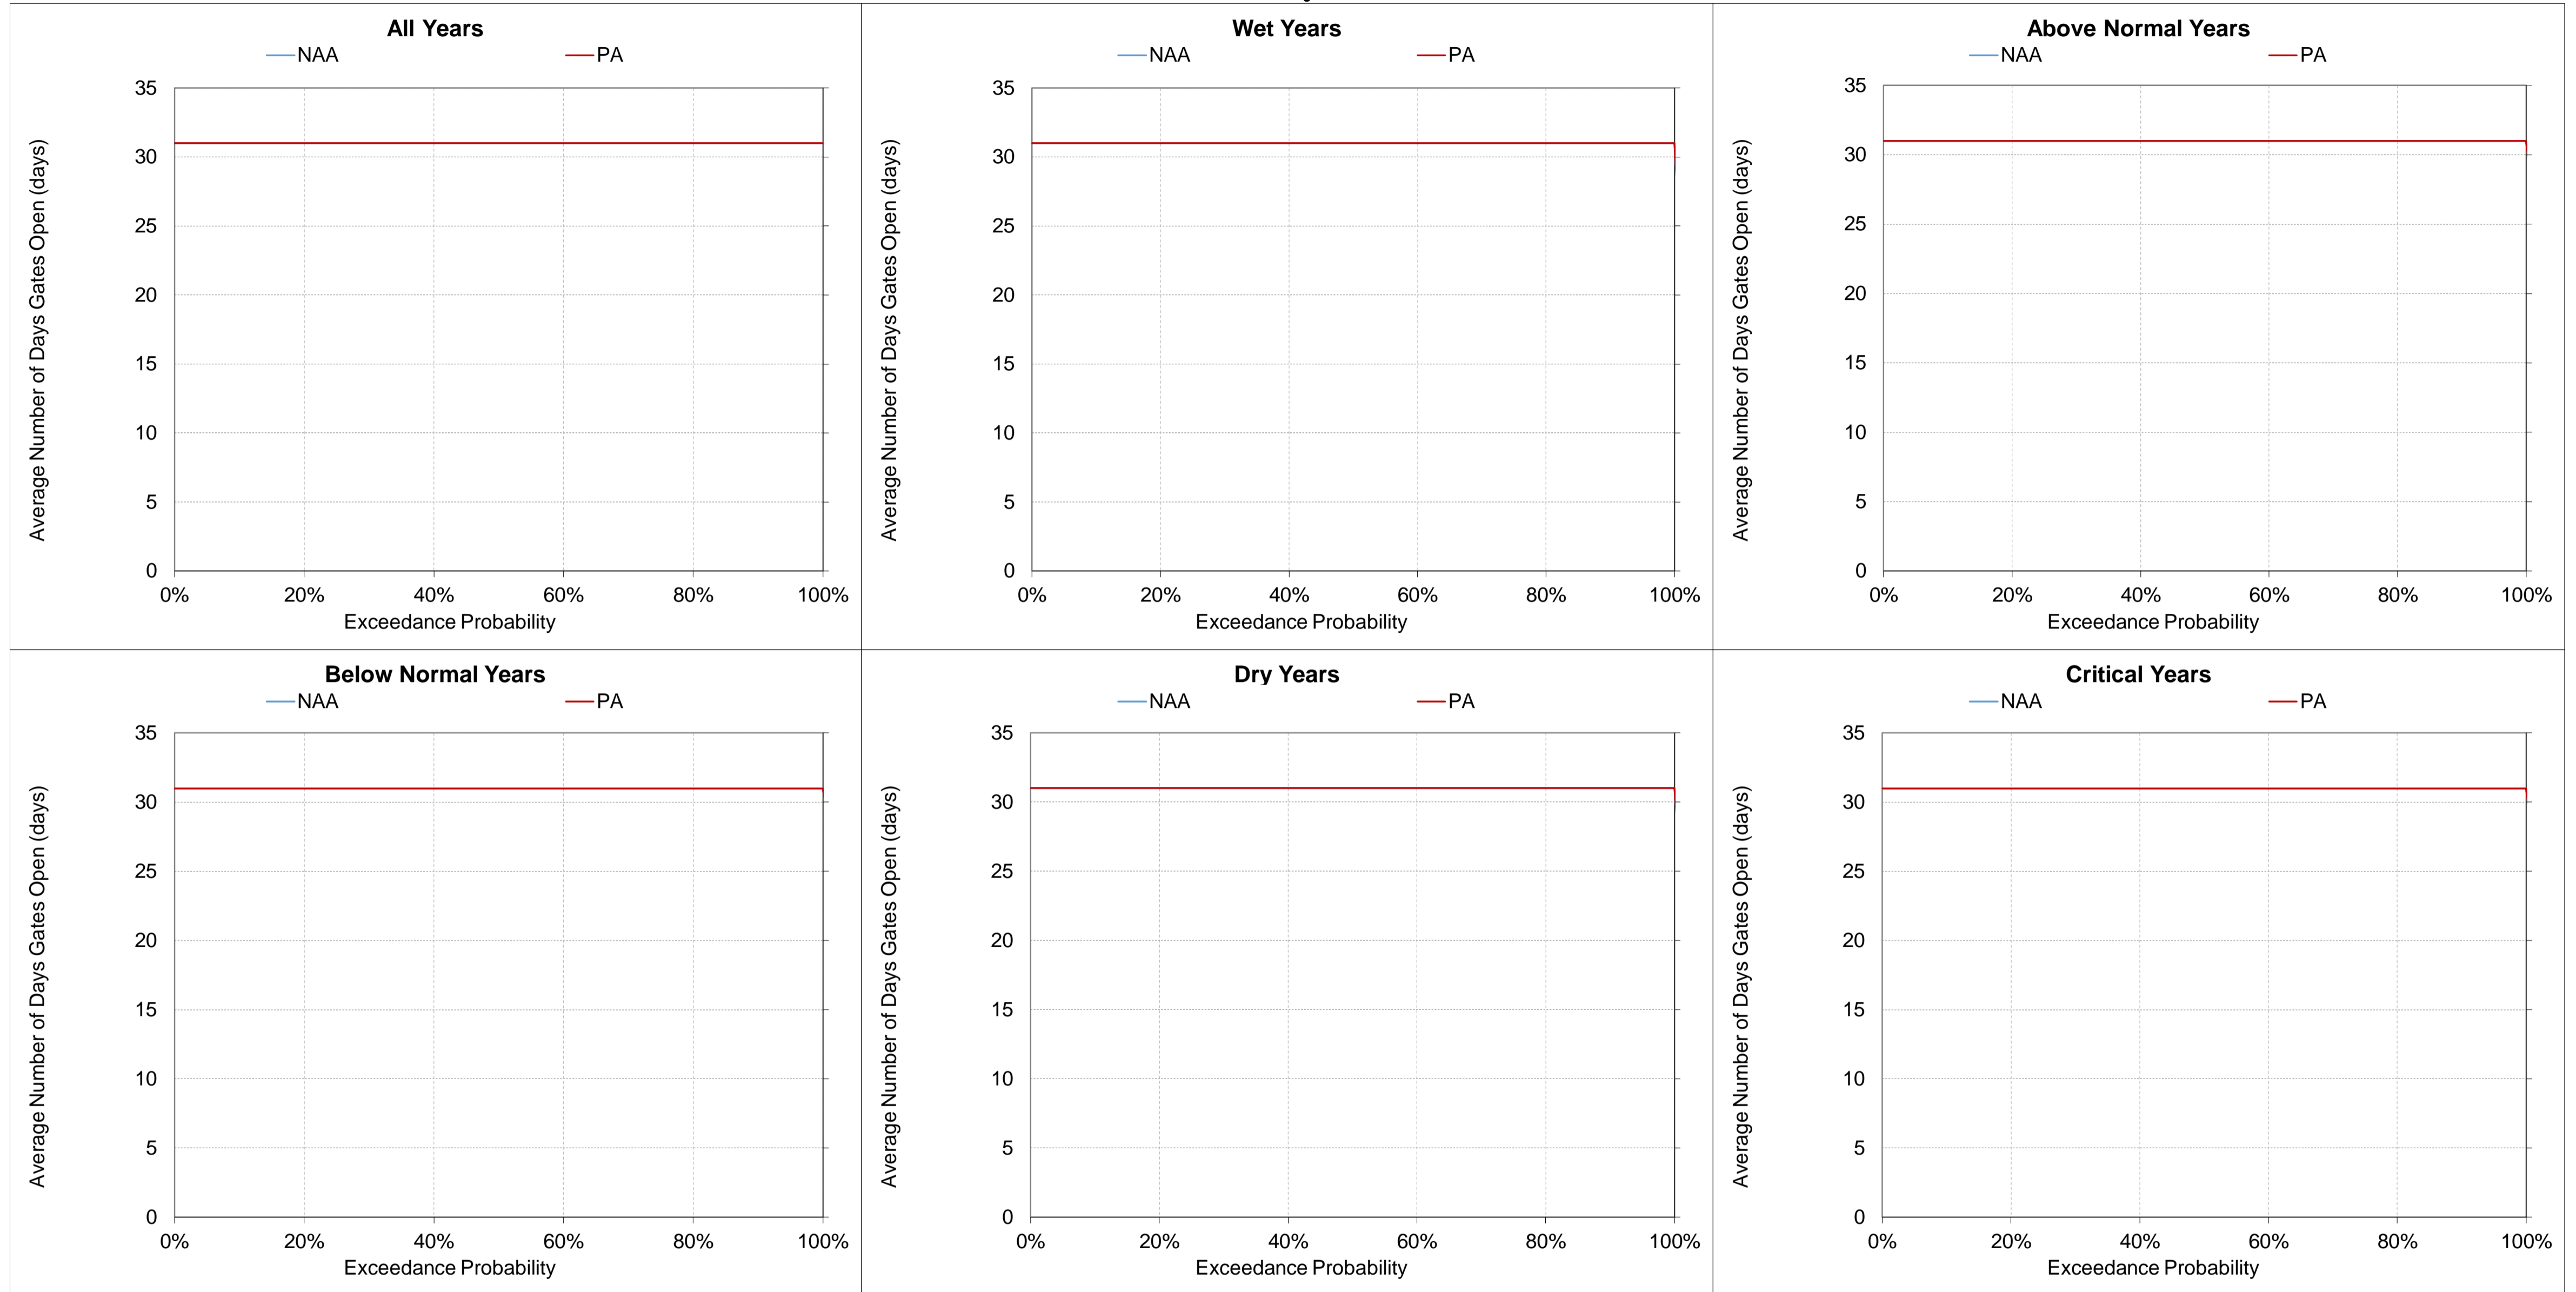 All Years
NAA PA
35
30
25
20
15
10
5
0
Average Number of Days Gates Open (days)
0% 20% 40% 60% 80% 100%
Exceedance Probability
Wet Years
NAA PA
35
30
25
20
15
10
5
0
Average Number of Days Gates Open (days)
0% 20% 40% 60% 80% 100%
Exceedance Probability
Above Normal Years
NAA PA
35
30
25
20
15
10
5
0
Average Number of Days Gates Open (days)
0% 20% 40% 60% 80% 100%
Exceedance Probability
Below Normal Years
NAA PA
35
30
25
20
15
10
5
0
Average Number of Days Gates Open (days)
0% 20% 40% 60% 80% 100%
Exceedance Probability
Dry Years
NAA PA
35
30
25
20
15
10
5
0
Average Number of Days Gates Open (days)
0% 20% 40% 60% 80% 100%
Exceedance Probability
Critical Years
NAA PA
35
30
25
20
15
10
5
0
Average Number of Days Gates Open (days)
0% 20% 40% 60% 80% 100%
Exceedance Probability